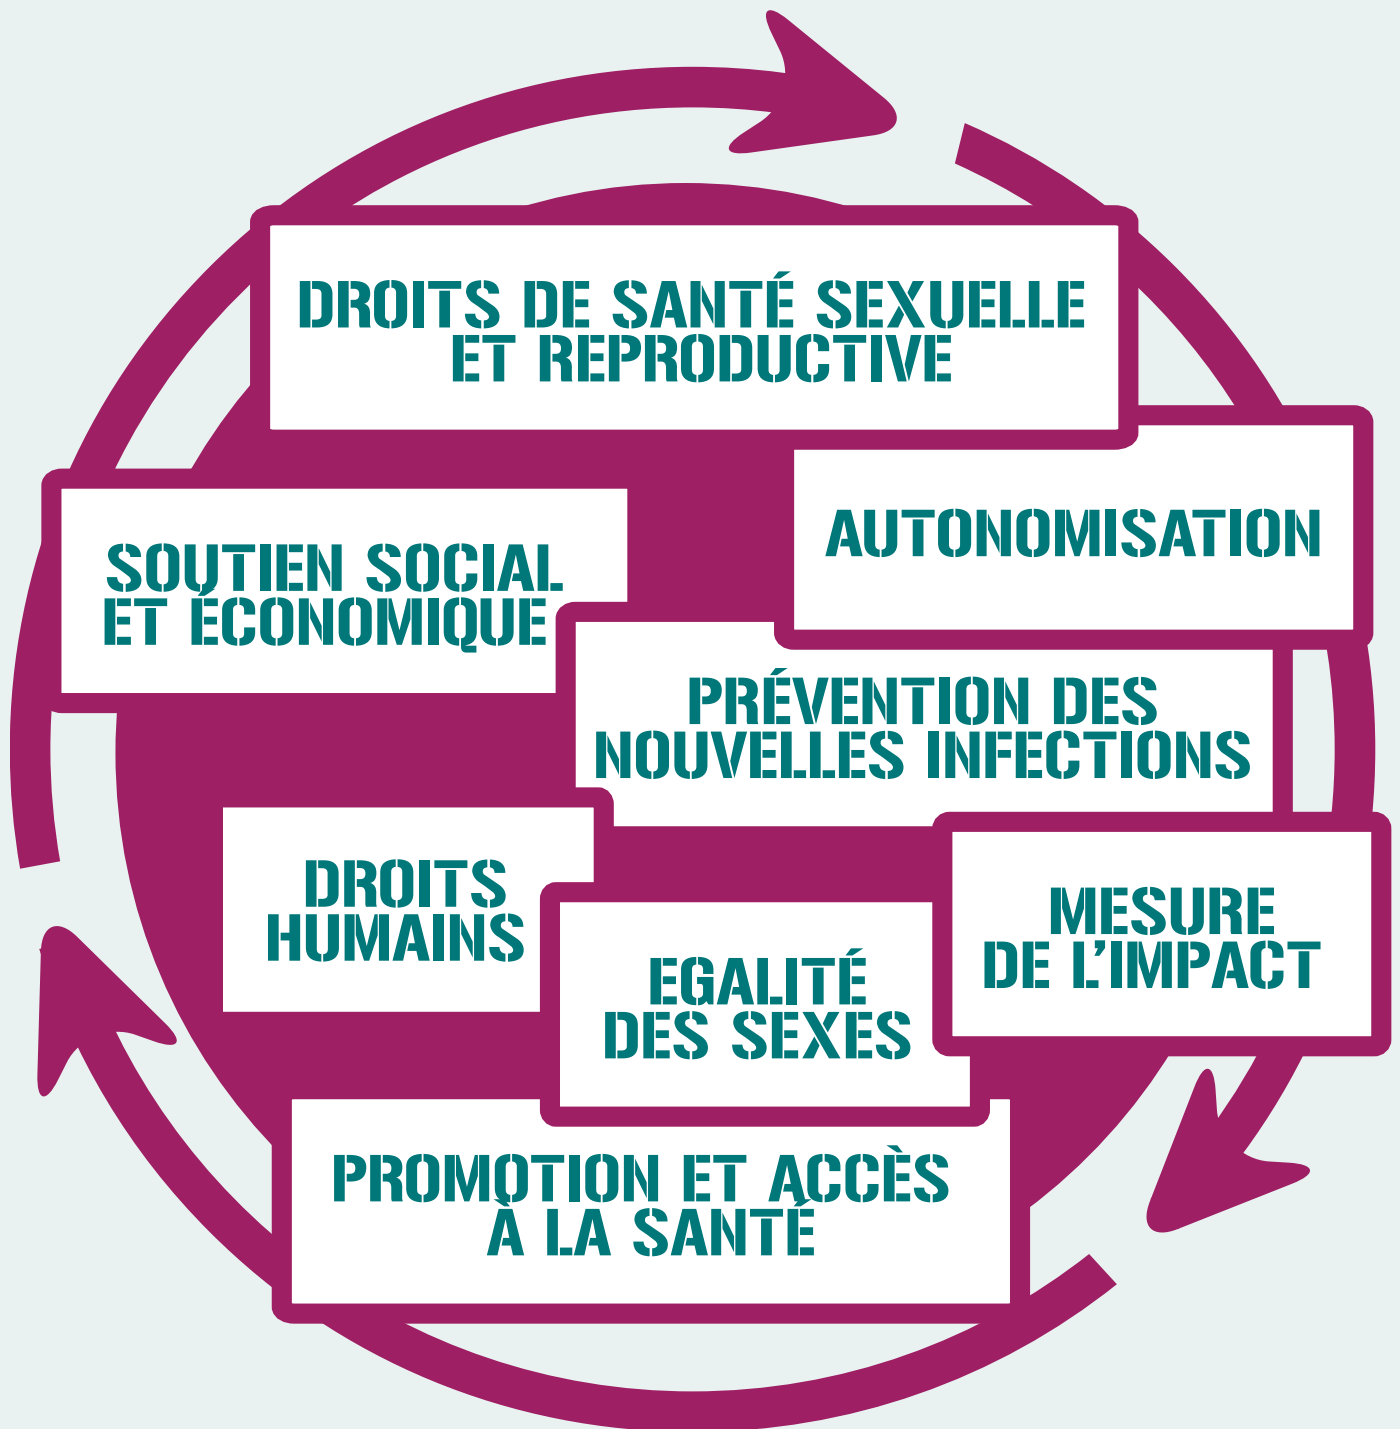 DROITS DE SANTÉ SEXUELLE
ET REPRODUCTIVE
AUTONOMISATION
SOUTIEN SOCIAL
ET ÉCONOMIQUE
PRÉVENTION DES
NOUVELLES INFECTIONS
DROITS
HUMAINS
MESURE
DE L'IMPACT
EGALITÉ
DES SEXES
PROMOTION ET ACCÈS
À LA SANTÉ